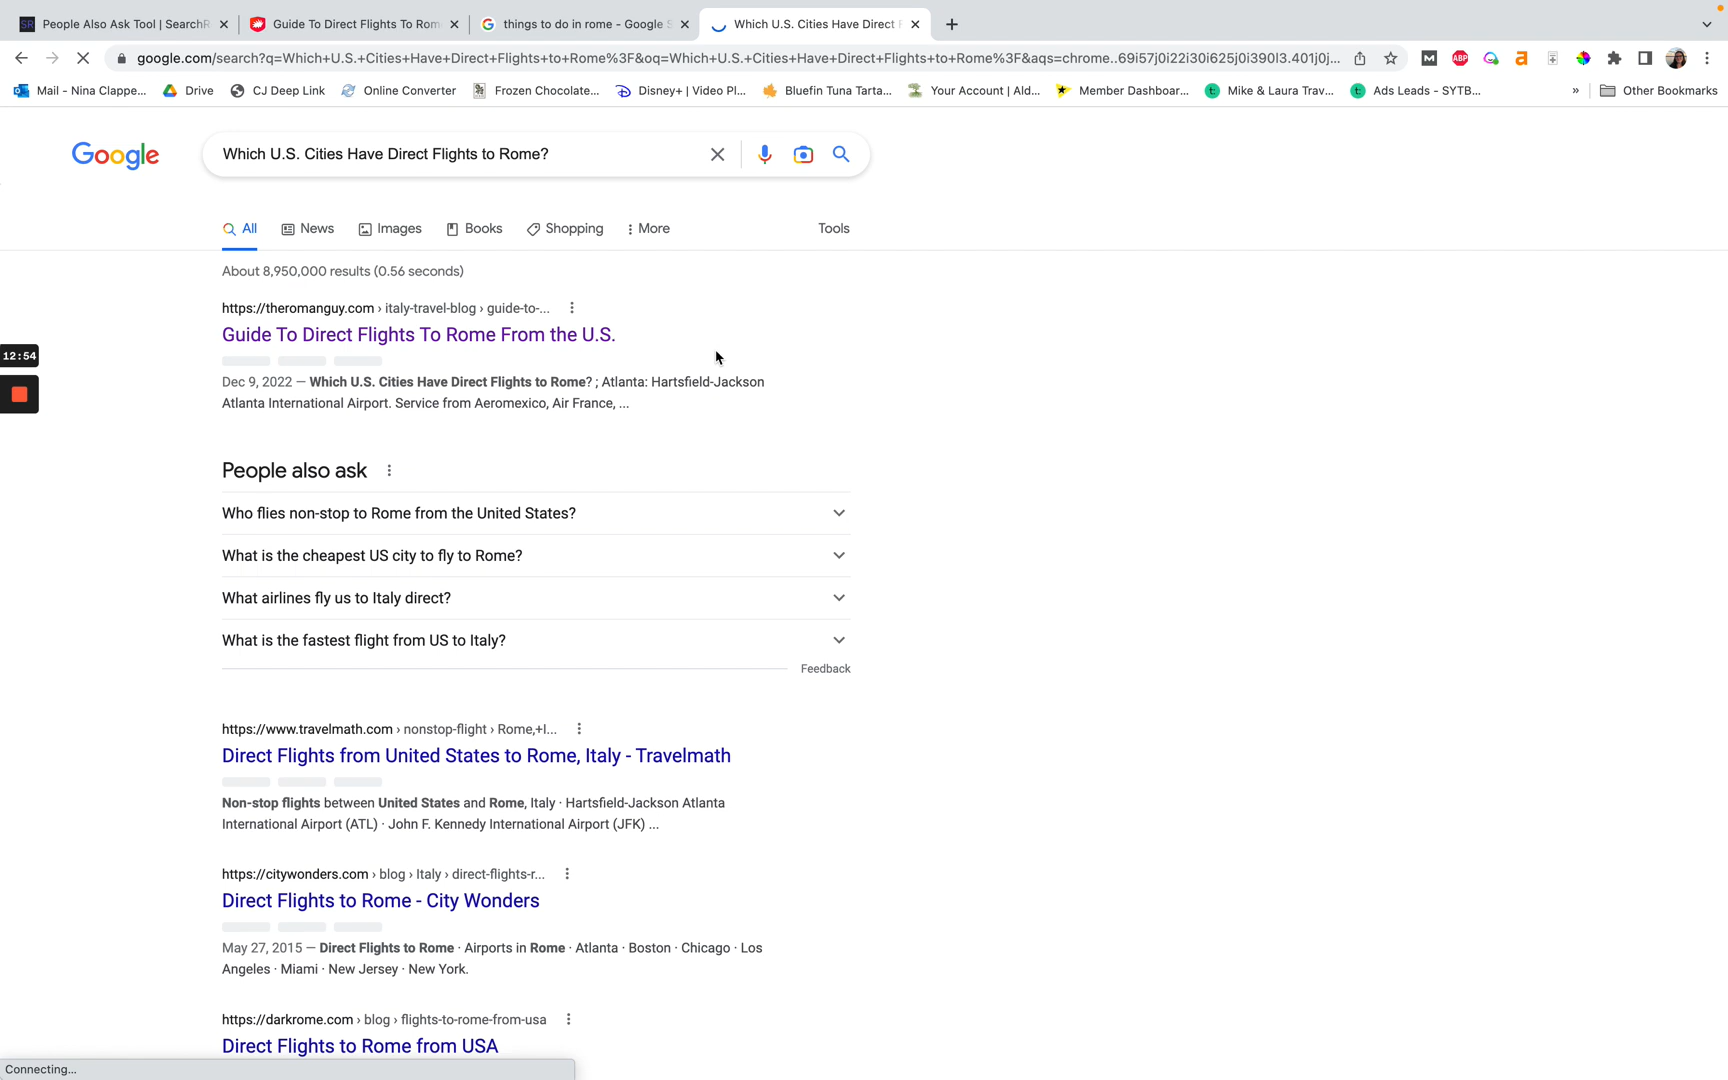 SR People Also Ask Tool | SearchR
Guide To Direct Flights To Rom
things to do in rome - Google S
Which U.S. Cities Have Direct F
google.com/search?q=Which+U.S.+Cities+Have+Direct+Flights+to+Rome%3F&oq=Which+U.S.+Cities+Have+Direct+Flights+to+Rome%3F&aqs=chrome..69i57j0i22i30i625j0i390l3.401j0j...
M ABP a
Mail - Nina Clappe...
Drive
CJ Deep Link
Online Converter
Frozen Chocolate...
Disney+ | Video Pl...
Bluefin Tuna Tarta...
Your Account | Ald...
Member Dashboar...
t Mike & Laura Trav...
t Ads Leads - SYTB...
»
Other Bookmarks
Google
Which U.S. Cities Have Direct Flights to Rome?
All News Images Books Shopping More Tools
About 8,950,000 results (0.56 seconds)
https://theromanguy.com › italy-travel-blog › guide-to-...
Guide To Direct Flights To Rome From the U.S.
12:54
Dec 9, 2022 — Which U.S. Cities Have Direct Flights to Rome? ; Atlanta: Hartsfield-Jackson
Atlanta International Airport. Service from Aeromexico, Air France, ...
People also ask
Who flies non-stop to Rome from the United States?
What is the cheapest US city to fly to Rome?
What airlines fly us to Italy direct?
What is the fastest flight from US to Italy?
Feedback
https://www.travelmath.com › nonstop-flight › Rome,+I...
Direct Flights from United States to Rome, Italy - Travelmath
Non-stop flights between United States and Rome, Italy · Hartsfield-Jackson Atlanta
International Airport (ATL) · John F. Kennedy International Airport (JFK) ...
https://citywonders.com › blog › Italy › direct-flights-r...
Direct Flights to Rome - City Wonders
May 27, 2015 — Direct Flights to Rome · Airports in Rome · Atlanta · Boston · Chicago · Los
Angeles · Miami · New Jersey · New York.
https://darkrome.com › blog › flights-to-rome-from-usa
Direct Flights to Rome from USA
Connecting...